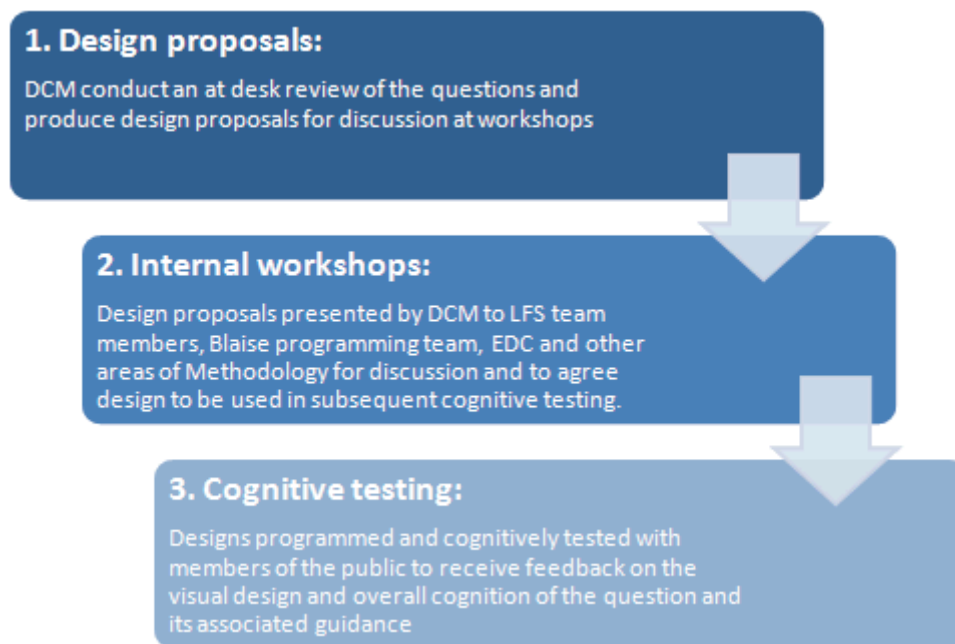 1. Design proposals:
DCM conduct an at desk review of the questions and
produce design proposals for discussion at workshops
2. Internal workshops:
Design proposals presented by DCM to LFS team
members, Blaise programming team, EDC and other
areas of Methodology for discussion and to agree
design to be used in subsequent cognitive testing.
3. Cognitive testing:
Designs programmed and cognitively tested with
members of the public to receive feedback on the
visual design and overall cognition of the question and
its associated guidance